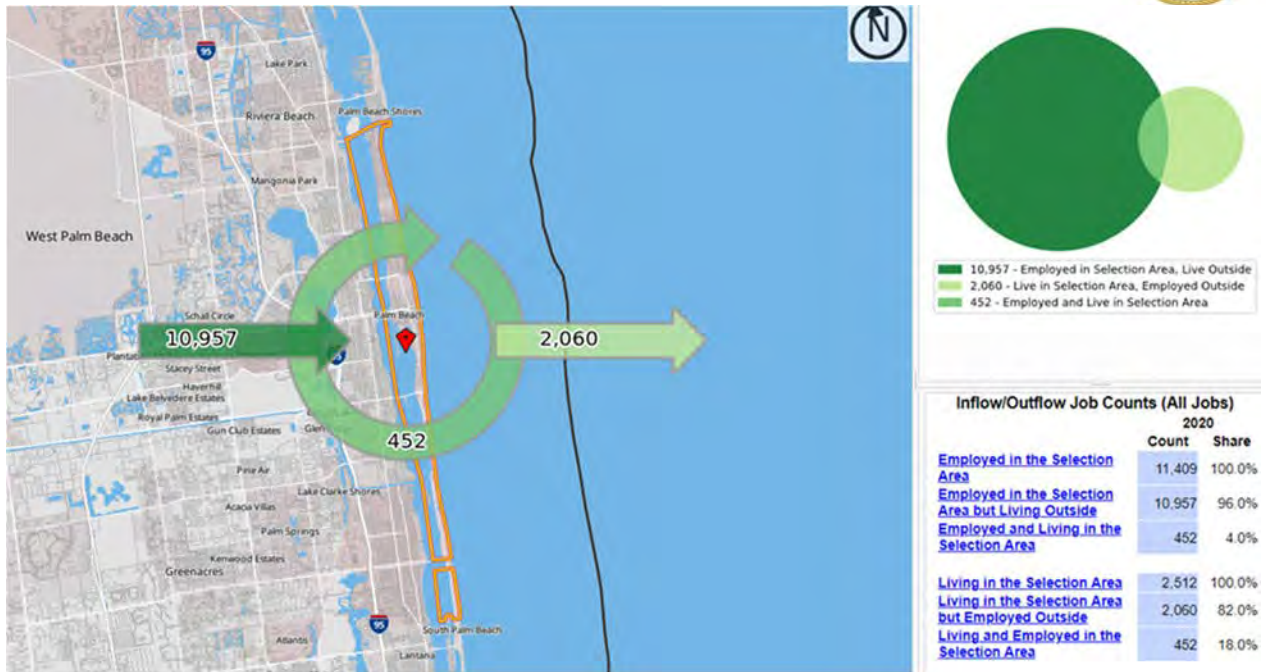 N
95
Lake Park
Palm Beach Shores
Riviera Beach
Mangonia Park
West Palm Beach
Schall Circle
Palm Beach
10,957
2,060
Stacey Street
Haverhill
Lake Belvedere Estates
Royal Palm Estates
Gun Club Estates
452
Pine Air
Lake Clarke Shores
Acacia Villas
Palm Springs
Kenwood Estates
Greenacres
95
South Palm Beach
Atlantis
Lantana
10,957 - Employed in Selection Area, Live Outside
2,060 - Live in Selection Area, Employed Outside
452 - Employed and Live in Selection Area
Inflow/Outflow Job Counts (All Jobs)
2020
Count Share
Employed in the Selection
Area 11,409 100.0%
Employed in the Selection
Area but Living Outside 10,957 96.0%
Employed and Living in the
Selection Area 452 4.0%
Living in the Selection Area 2,512 100.0%
Living in the Selection Area
but Employed Outside 2,060 82.0%
Living and Employed in the
Selection Area 452 18.0%